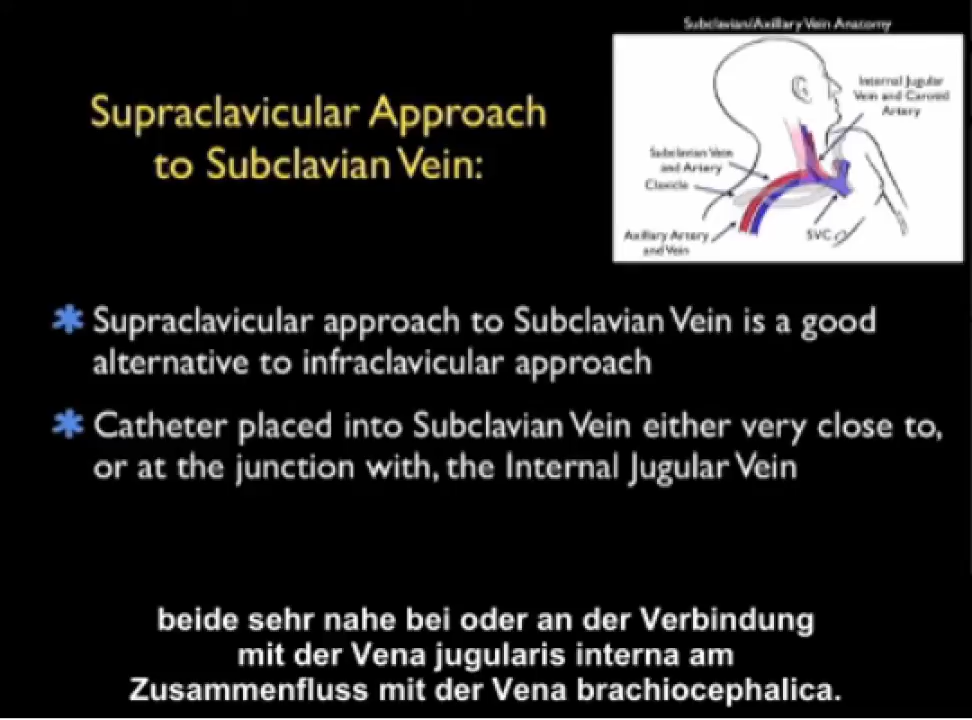 Subclavian/Axillary Vein Anatomy
Supraclavicular Approach
to Subclavian Vein:
Internal Jugular
Vein and Carotid
Artery
Subclavian Vein
and Artery
Clavicle
Axillary Artery
and Vein
SVC
Supraclavicular approach to Subclavian Vein is a good
alternative to infraclavicular approach
Catheter placed into Subclavian Vein either very close to,
or at the junction with, the Internal Jugular Vein
beide sehr nahe bei oder an der Verbindung
mit der Vena jugularis interna am
Zusammenfluss mit der Vena brachiocephalica.